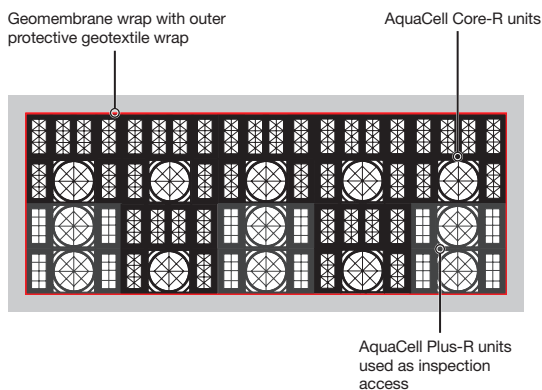 Geomembrane wrap with outer
protective geotextile wrap
AquaCell Core-R units
AquaCell Plus-R units
used as inspection
access